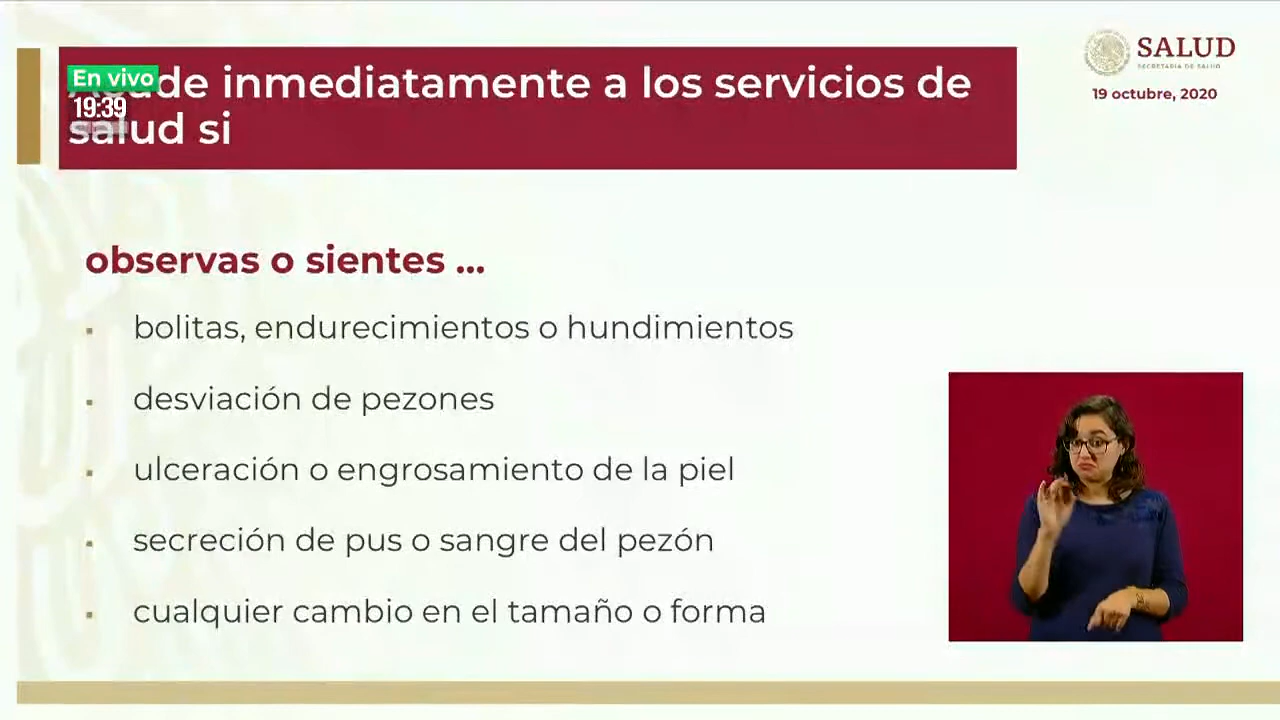 En vivo
19:39
Acude inmediatamente a los servicios de
salud si
SALUD
SECRETARÍA DE SALUD
19 octubre, 2020
observas o sientes ...
▪ bolitas, endurecimientos o hundimientos
▪ desviación de pezones
▪ ulceración o engrosamiento de la piel
▪ secreción de pus o sangre del pezón
▪ cualquier cambio en el tamaño o forma